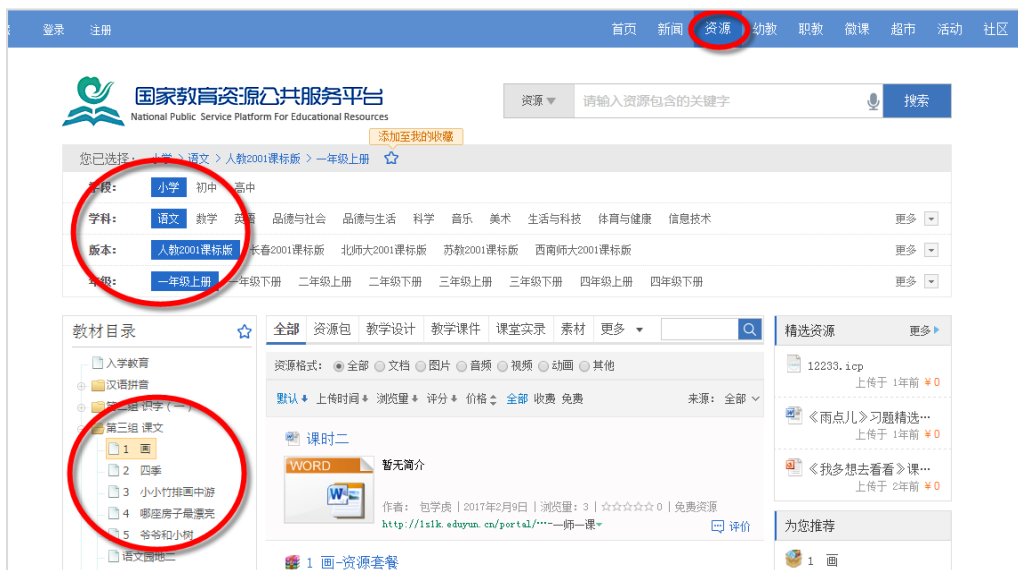 登录 注册 首页 新闻 资源 幼教 职教 微课 超市 活动 社区
国家教育资源公共服务平台
National Public Service Platform For Educational Resources
资源 请输入资源包含的关键字 搜索
添加至我的收藏
您已选择: 小学 > 语文 > 人教2001课标版 > 一年级上册
学段: 小学 初中 高中
学科: 语文 数学 英语 品德与社会 品德与生活 科学 音乐 美术 生活与科技 体育与健康 信息技术 更多
版本: 人教2001课标版 长春2001课标版 北师大2001课标版 苏教2001课标版 西南师大2001课标版 更多
年级: 一年级上册 一年级下册 二年级上册 二年级下册 三年级上册 三年级下册 四年级上册 四年级下册 更多
教材目录
入学教育
汉语拼音
第二组 识字(一)
第三组 课文
1 画
2 四季
3 小小竹排画中游
4 哪座房子最漂亮
5 爷爷和小树
语文园地二
全部 资源包 教学设计 教学课件 课堂实录 素材 更多
资源格式: 全部 文档 图片 音频 视频 动画 其他
默认 上传时间 浏览量 评分 价格 全部 收费 免费 来源: 全部
课时二
WORD 暂无简介
作者: 包学虎 | 2017年2月9日 | 浏览量: 3 | ☆☆☆☆☆ 0 | 免费资源
http://1s1k.eduyun.cn/portal/···-一师一课 评价
1 画-资源套餐
精选资源 更多
12233.icp
上传于 1年前 ¥0
《雨点儿》习题精选…
上传于 1年前 ¥0
《我多想去看看》课…
上传于 2年前 ¥0
为您推荐
1 画